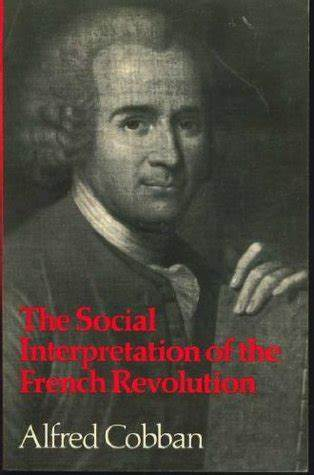 The Social
Interpretation of the
French Revolution
Alfred Cobban